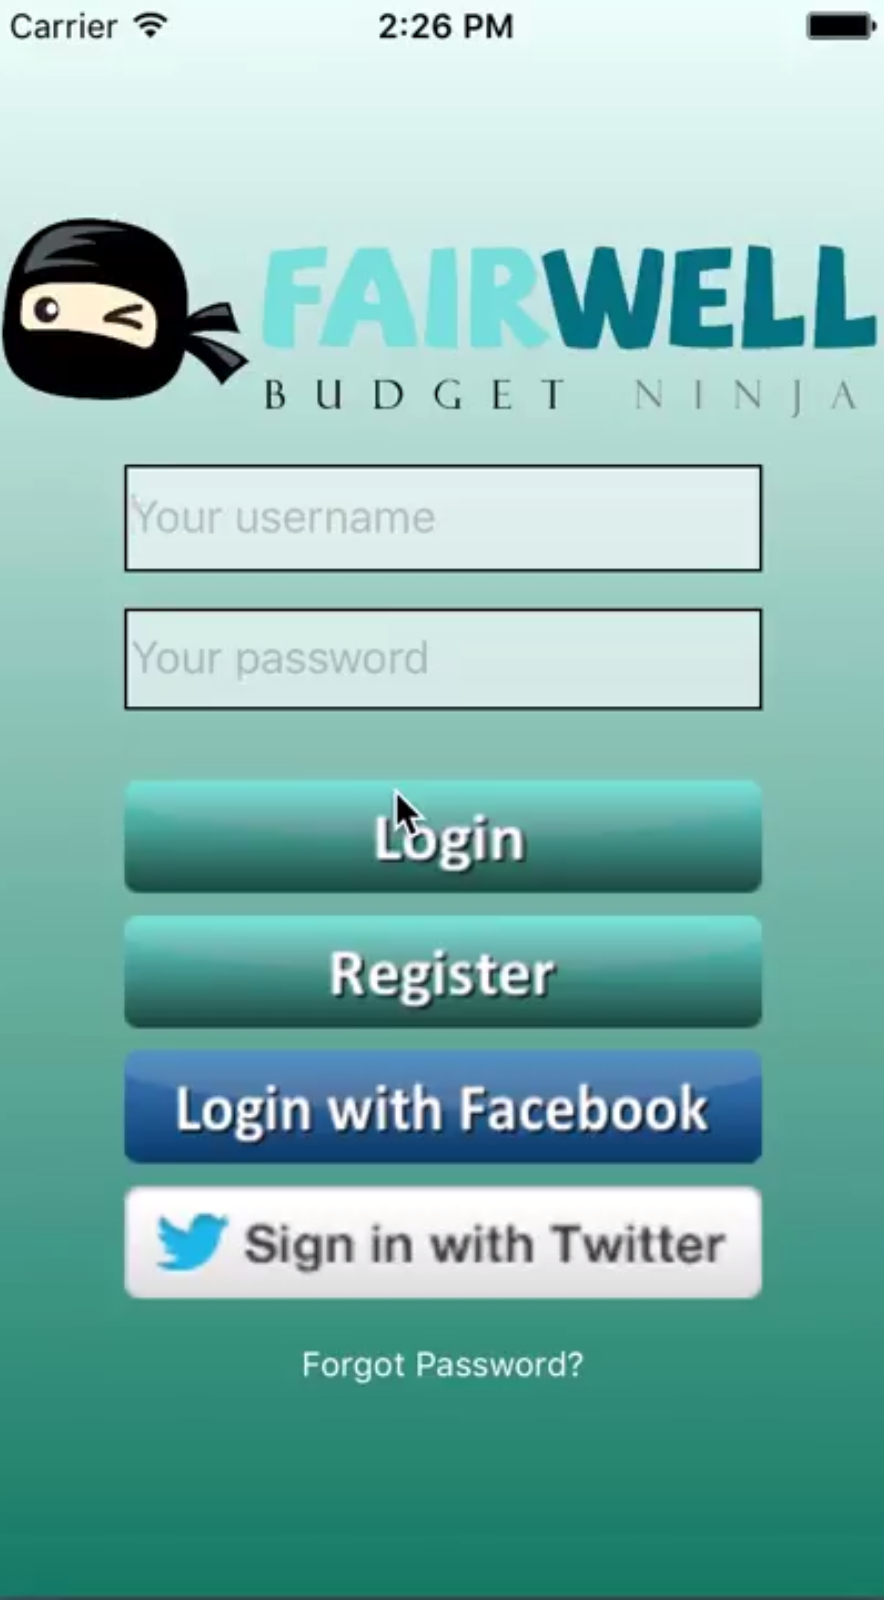 Carrier 2:26 PM
FAIRWELL
BUDGET NINJA
Your username
Your password
Login
Register
Login with Facebook
Sign in with Twitter
Forgot Password?